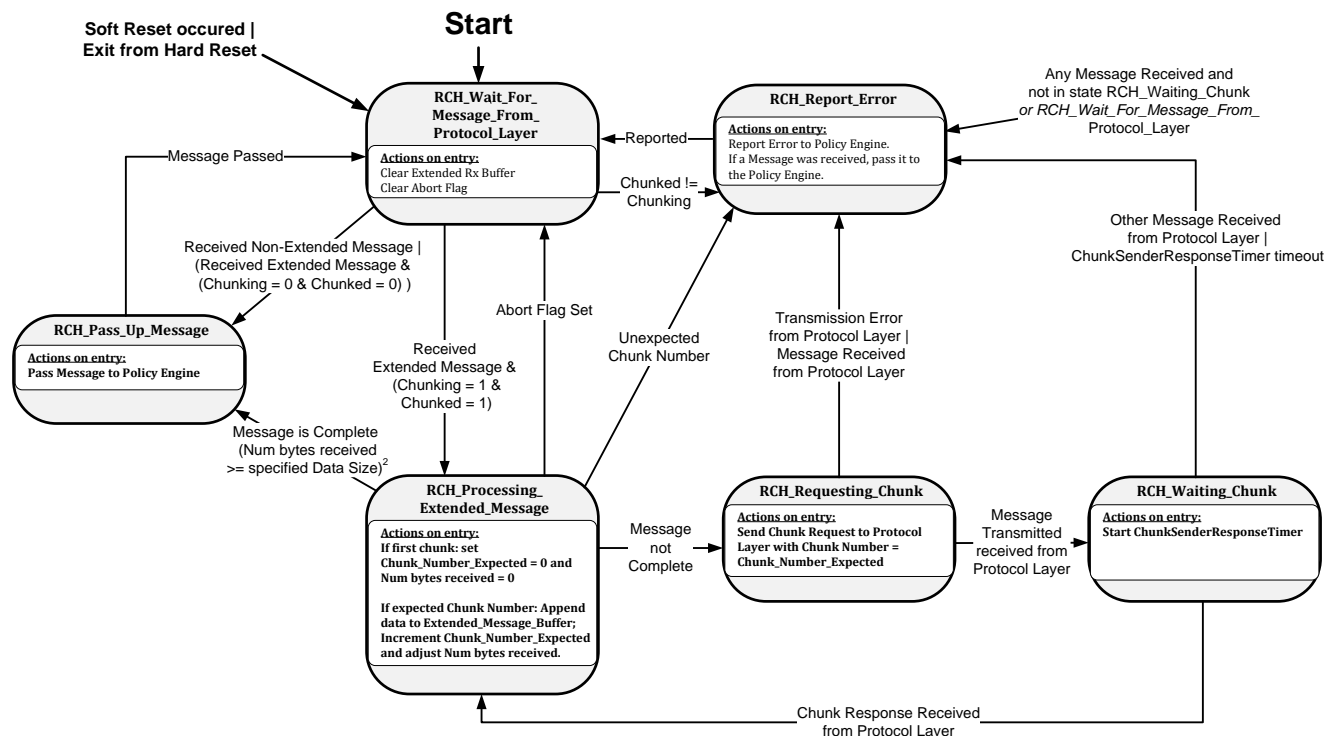 Soft Reset occured |
Exit from Hard Reset
Start
RCH_Wait_For_
Message_From_
Protocol_Layer
Actions on entry:
Clear Extended Rx Buffer
Clear Abort Flag
RCH_Report_Error
Actions on entry:
Report Error to Policy Engine.
If a Message was received, pass it to
the Policy Engine.
Any Message Received and
not in state RCH_Waiting_Chunk
or RCH_Wait_For_Message_From_
Protocol_Layer
Reported
Message Passed
Chunked !=
Chunking
Received Non-Extended Message |
(Received Extended Message &
(Chunking = 0 & Chunked = 0) )
Other Message Received
from Protocol Layer |
ChunkSenderResponseTimer timeout
RCH_Pass_Up_Message
Actions on entry:
Pass Message to Policy Engine
Abort Flag Set
Unexpected
Chunk Number
Transmission Error
from Protocol Layer |
Message Received
from Protocol Layer
Received
Extended Message &
(Chunking = 1 &
Chunked = 1)
Message is Complete
(Num bytes received
>= specified Data Size)2
RCH_Processing_
Extended_Message
Actions on entry:
If first chunk: set
Chunk_Number_Expected = 0 and
Num bytes received = 0
If expected Chunk Number: Append
data to Extended_Message_Buffer;
Increment Chunk_Number_Expected
and adjust Num bytes received.
Message
not
Complete
RCH_Requesting_Chunk
Actions on entry:
Send Chunk Request to Protocol
Layer with Chunk Number =
Chunk_Number_Expected
Message
Transmitted
received from
Protocol Layer
RCH_Waiting_Chunk
Actions on entry:
Start ChunkSenderResponseTimer
Chunk Response Received
from Protocol Layer